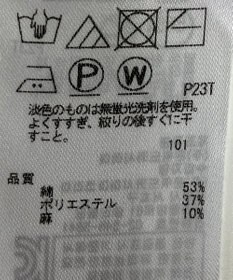 P
W
P23T
淡色のものは無蛍光洗剤を使用。
よくすすぎ、絞りの後すぐに干
すこと。
101
品質
綿 53%
ポリエステル 37%
麻 10%